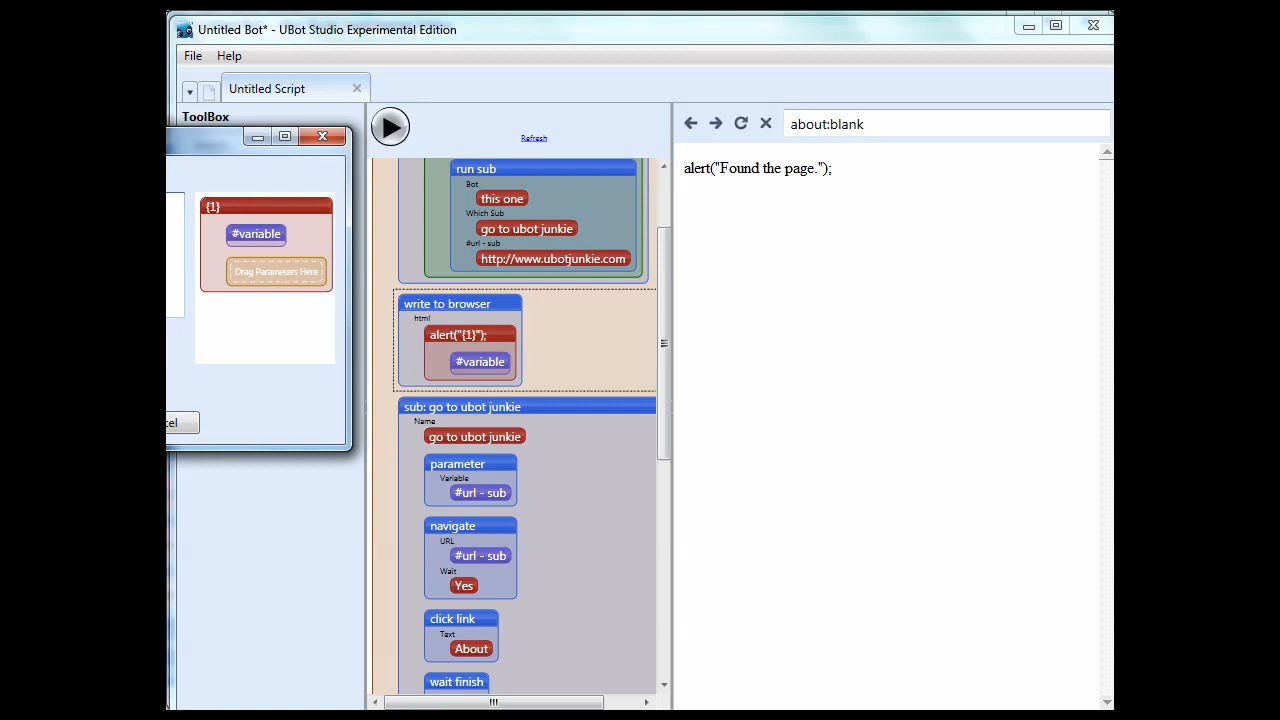 Untitled Bot* - UBot Studio Experimental Edition
File Help
Untitled Script
ToolBox
Refresh
about:blank
alert("Found the page.");
{1}
#variable
Drag Parameters Here
run sub
Bot
this one
Which Sub
go to ubot junkie
#url - sub
http://www.ubotjunkie.com
write to browser
html
alert("{1}");
#variable
sub: go to ubot junkie
Name
go to ubot junkie
parameter
Variable
#url - sub
navigate
URL
#url - sub
Wait
Yes
click link
Text
About
wait finish